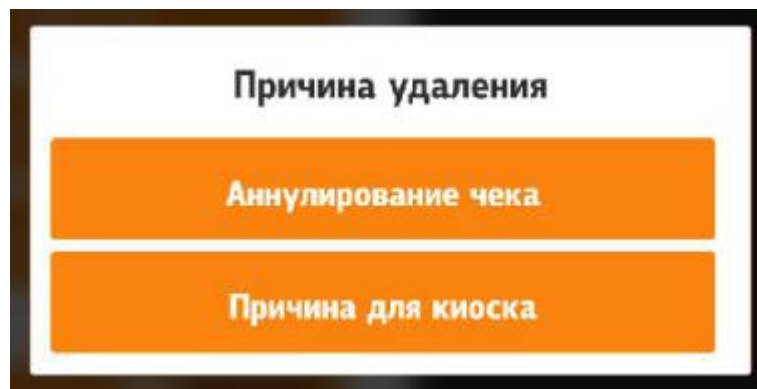 Причина удаления
Аннулирование чека
Причина для киоска